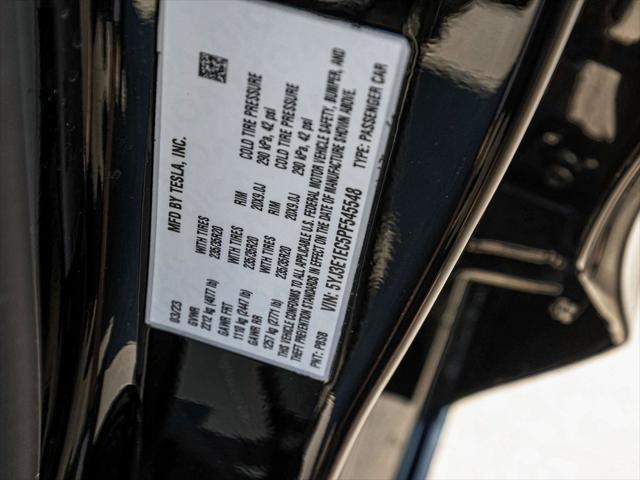 MFD BY TESLA, INC.
03/23
GVWR
2212 kg (4877 lb)
GAWR FRT WITH TIRES RIM COLD TIRE PRESSURE
1110 kg (2447 lb) 235/35R20 20X9.0J 290 kPa, 42 psi
GAWR RR WITH TIRES RIM COLD TIRE PRESSURE
1257 kg (2771 lb) 235/35R20 20X9.0J 290 kPa, 42 psi
THIS VEHICLE CONFORMS TO ALL APPLICABLE U.S. FEDERAL MOTOR VEHICLE SAFETY, BUMPER, AND
THEFT PREVENTION STANDARDS IN EFFECT ON THE DATE OF MANUFACTURE SHOWN ABOVE.
VIN: 5YJ3E1EC5PF545548 TYPE: PASSENGER CAR
PNT: PBSB